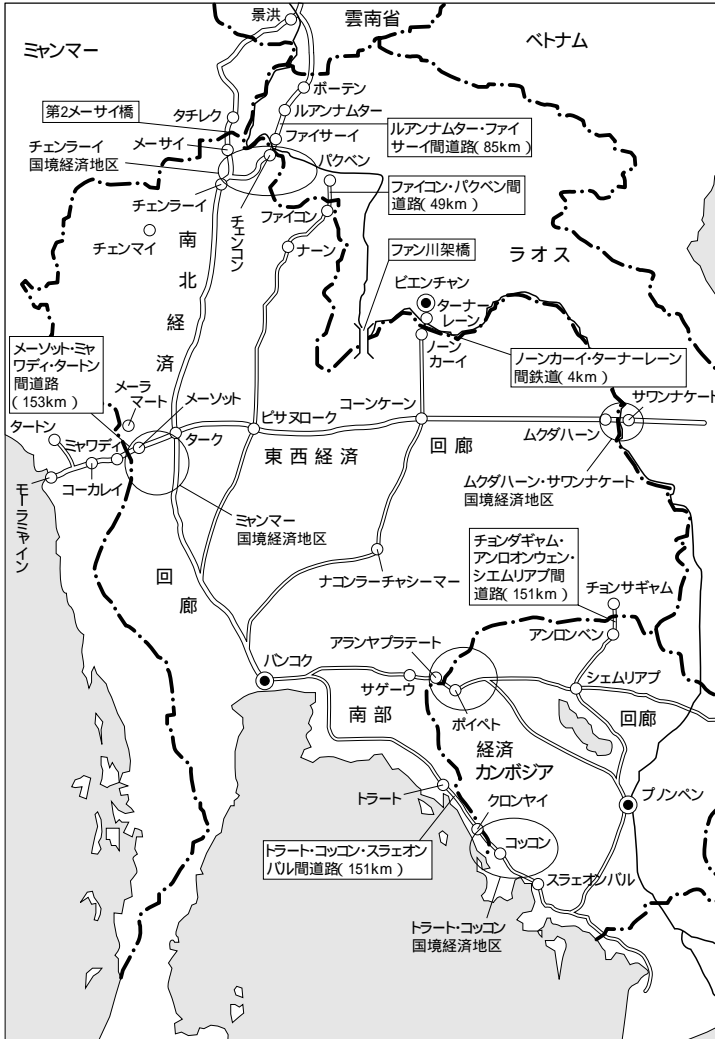 景洪
雲南省
ミャンマー
ベトナム
ボーテン
ルアンナムター
第2メーサイ橋
タチレク
ファイサーイ
ルアンナムター・ファイ
サーイ間道路(85km)
チェンラーイ
国境経済地区
メーサイ
パクベン
チェンラーイ
チェンコン
ファイコン
ファイコン・パクベン間
道路(49km)
チェンマイ
ナーン
ファン川架橋
ラオス
南北経済
ビエンチャン
ターナー
レーン
ノーン
カーイ
ノーンカーイ・ターナーレーン
間鉄道(4km)
メーソット・ミャ
ワディ・タートン
間道路
(153km)
メーラ
マート
メーソット
ピサヌローク
コーンケーン
サワンナケート
タートン
ミャワディ
ターク
東西経済
回廊
ムクダハーン
コーカレイ
モーラミャイン
ムクダハーン・サワンナケート
国境経済地区
ミャンマー
国境経済地区
回廊
ナコンラーチャシーマー
チョンダギャム・
アンロオンウェン・
シエムリアプ間
道路(151km)
チョンサギャム
アンロンベン
バンコク
アランヤプラテート
サゲーウ
シェムリアプ
南部
ポイペト
回廊
経済
カンボジア
トラート
クロンヤイ
プノンペン
トラート・コッコン・スラェオン
バル間道路(151km)
コッコン
スラェオンバル
トラート・コッコン
国境経済地区